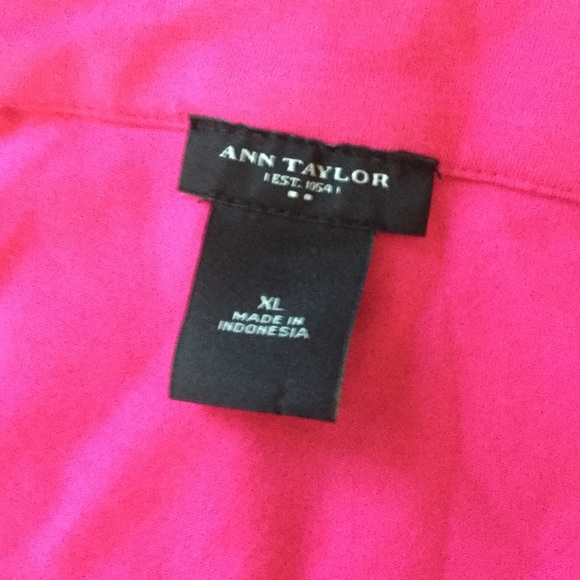 ANN TAYLOR
EST. 1954
XL
MADE IN
INDONESIA